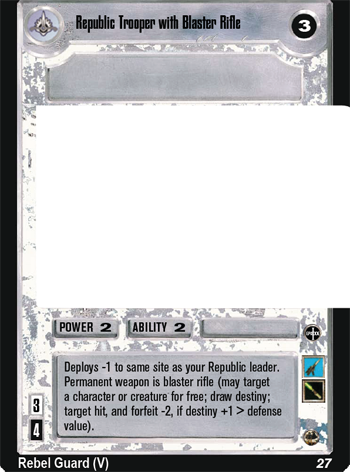 Republic Trooper with Blaster Rifle
3
POWER 2 ABILITY 2
Deploys -1 to same site as your Republic leader.
Permanent weapon is blaster rifle (may target
a character or creature for free; draw destiny;
target hit, and forfeit -2, if destiny +1 > defense
value).
3
4
Rebel Guard (V) 27